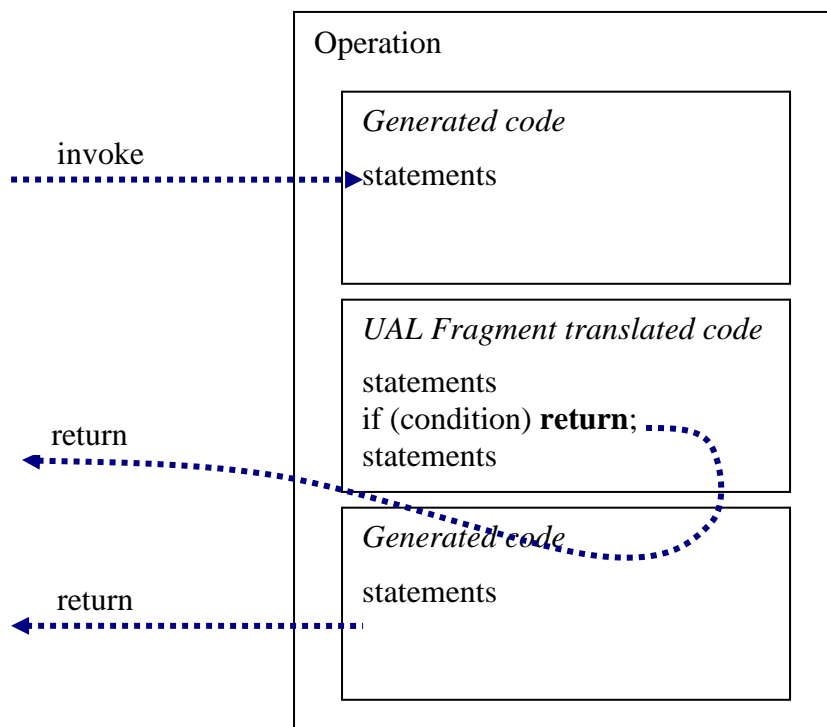 Operation
Generated code
invoke
statements
UAL Fragment translated code
statements
if (condition) return;
return
statements
Generated code
statements
return